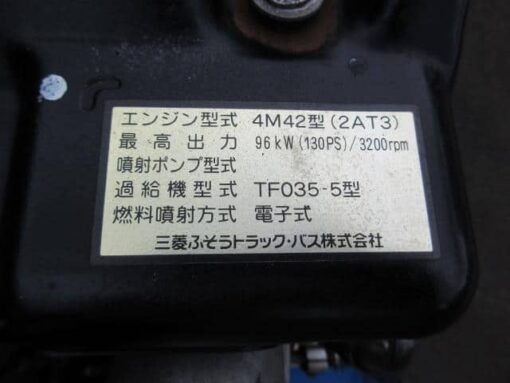 エンジン型式 4M42型(2AT3)
最高出力 96kW(130PS)/3200rpm
噴射ポンプ型式
過給機型式 TF035-5型
燃料噴射方式 電子式
三菱ふそうトラック・バス株式会社